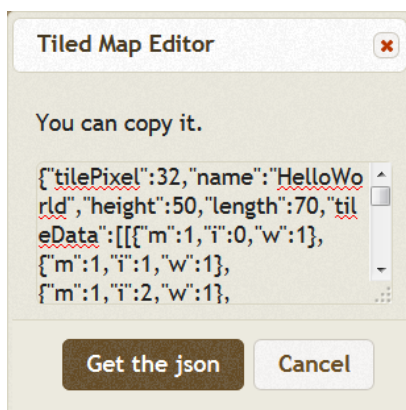 Tiled Map Editor
You can copy it.
{"tilePixel":32,"name":"HelloWo
rld","height":50,"length":70,"til
eData":[[{"m":1,"i":0,"w":1},
{"m":1,"i":1,"w":1},
{"m":1,"i":2,"w":1},
Get the json
Cancel